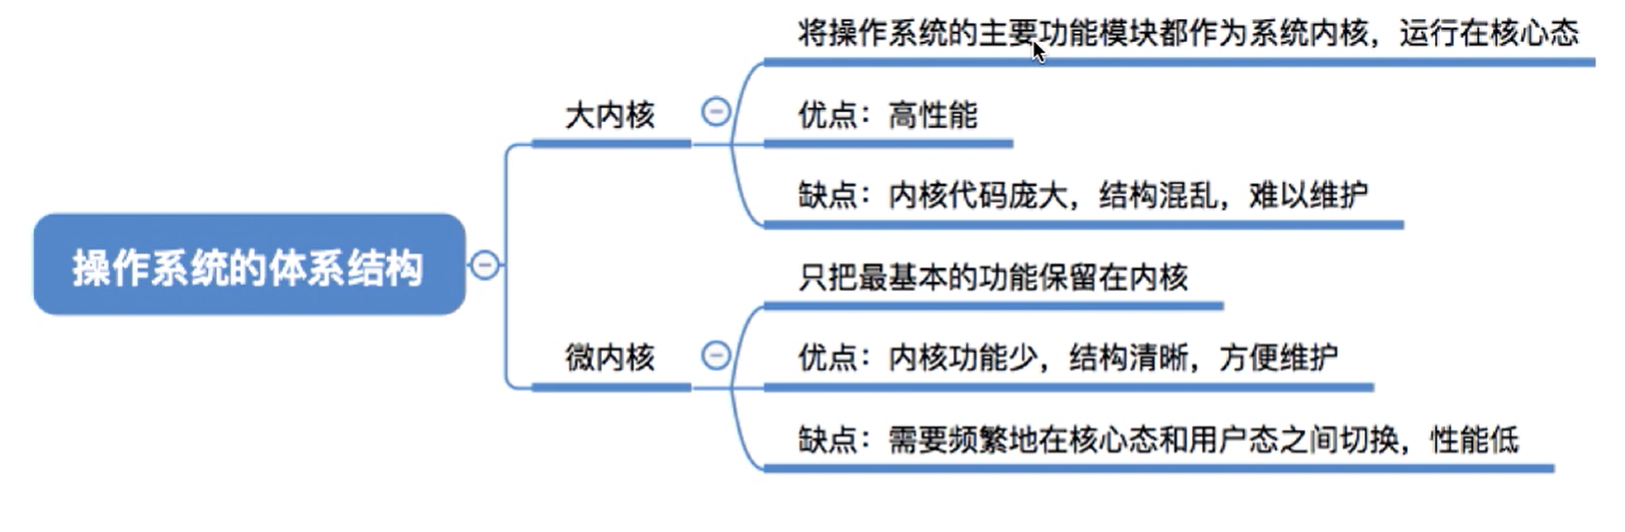 操作系统的体系结构
大内核
将操作系统的主要功能模块都作为系统内核，运行在核心态
优点：高性能
缺点：内核代码庞大，结构混乱，难以维护
微内核
只把最基本的功能保留在内核
优点：内核功能少，结构清晰，方便维护
缺点：需要频繁地在核心态和用户态之间切换，性能低